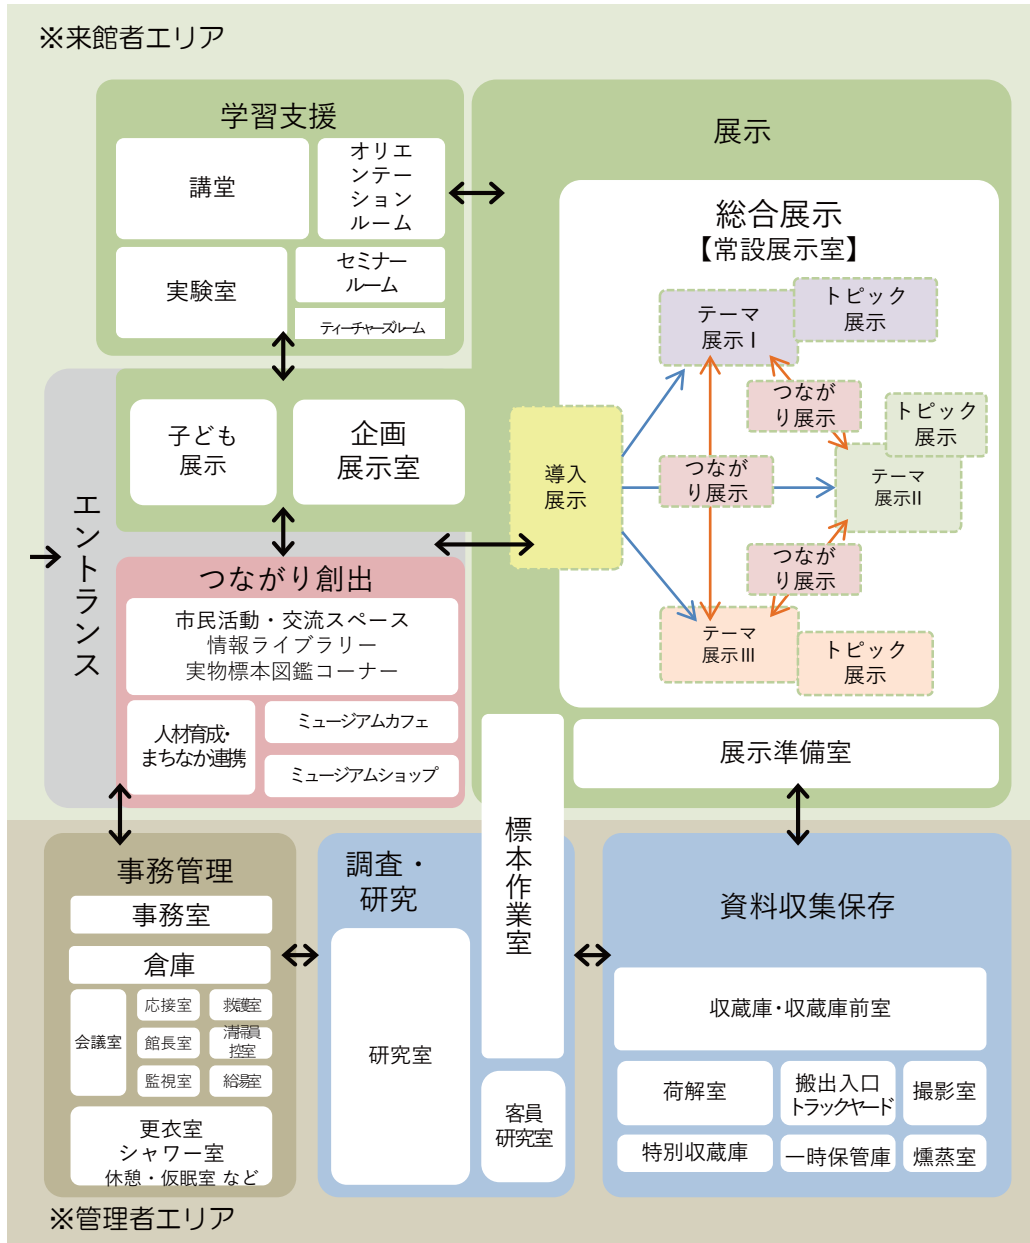 ※来館者エリア
学習支援
講堂
オリエ
ンテー
ション
ルーム
実験室
セミナー
ルーム
ティーチャーズルーム
展示
総合展示
【常設展示室】
テーマ
展示Ⅰ
トピック
展示
つなが
り展示
トピック
展示
テーマ
展示Ⅱ
つなが
り展示
導入
展示
つなが
り展示
テーマ
展示Ⅲ
トピック
展示
展示準備室
エントランス
子ども
展示
企画
展示室
つながり創出
市民活動・交流スペース
情報ライブラリー
実物標本図鑑コーナー
人材育成・
まちなか連携
ミュージアムカフェ
ミュージアムショップ
標本作業室
事務管理
事務室
倉庫
会議室
応接室
救護室
館長室
清掃員
控室
監視室
給湯室
更衣室
シャワー室
休憩・仮眠室 など
調査・
研究
研究室
客員
研究室
資料収集保存
収蔵庫・収蔵庫前室
荷解室
搬出入口
トラックヤード
撮影室
特別収蔵庫
一時保管庫
燻蒸室
※管理者エリア